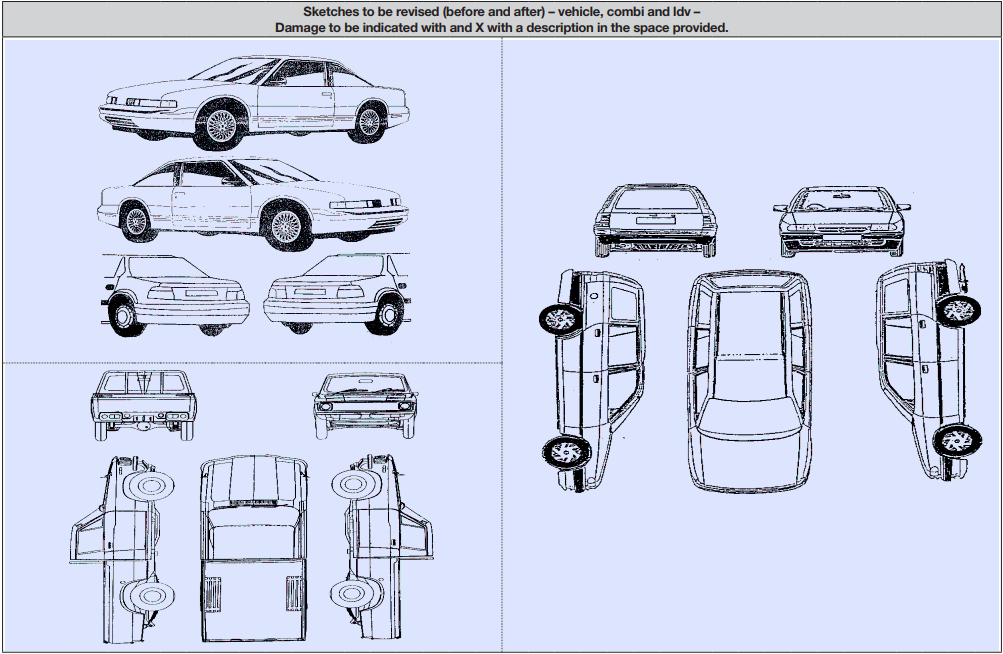 Sketches to be revised (before and after) – vehicle, combi and ldv –
Damage to be indicated with and X with a description in the space provided.